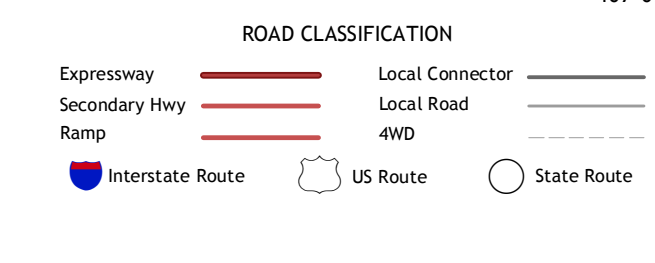 ROAD CLASSIFICATION
Expressway
Local Connector
Secondary Hwy
Local Road
Ramp
4WD
Interstate Route
US Route
State Route